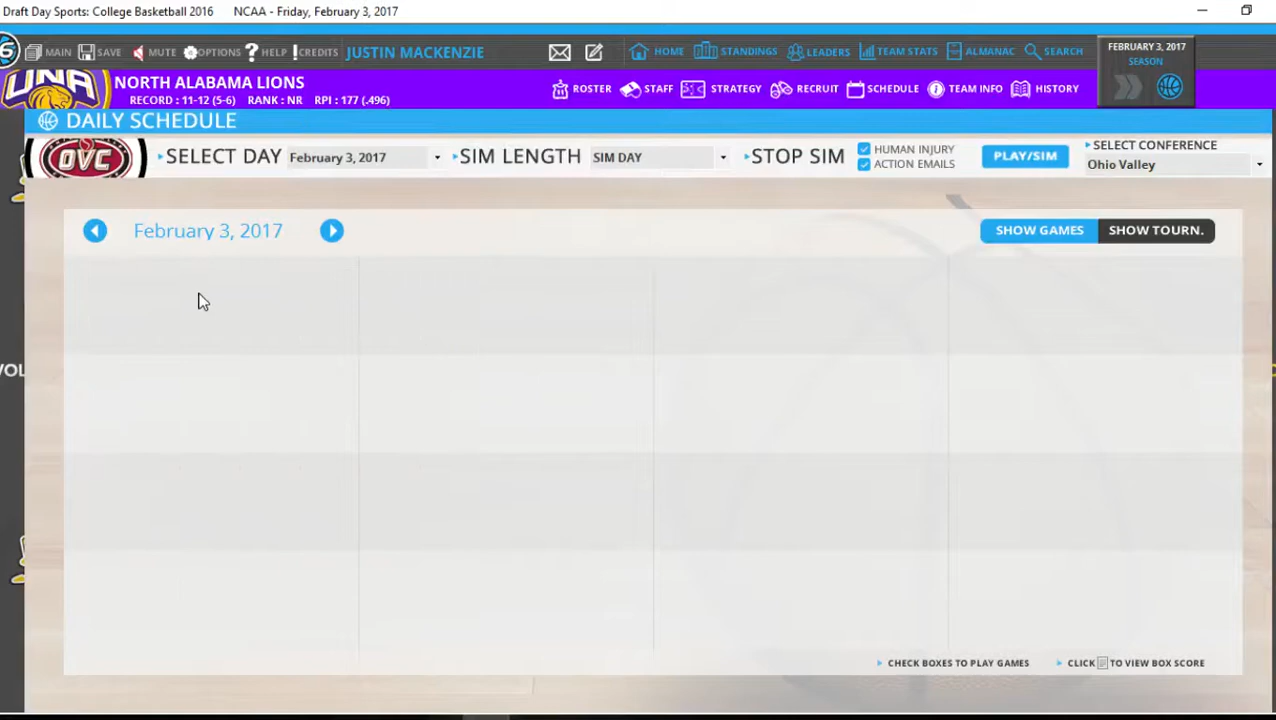 Draft Day Sports: College Basketball 2016 NCAA - Friday, February 3, 2017
6 MAIN SAVE MUTE OPTIONS ? HELP ! CREDITS JUSTIN MACKENZIE HOME STANDINGS LEADERS TEAM STATS ALMANAC SEARCH
FEBRUARY 3, 2017
SEASON
UNA NORTH ALABAMA LIONS
RECORD : 11-12 (5-6) RANK : NR RPI : 177 (.496)
ROSTER STAFF STRATEGY RECRUIT SCHEDULE TEAM INFO HISTORY
DAILY SCHEDULE
OVC SELECT DAY February 3, 2017 SIM LENGTH SIM DAY STOP SIM
HUMAN INJURY
ACTION EMAILS
PLAY/SIM
SELECT CONFERENCE
Ohio Valley
February 3, 2017 SHOW GAMES SHOW TOURN.
VOL
CHECK BOXES TO PLAY GAMES CLICK TO VIEW BOX SCORE